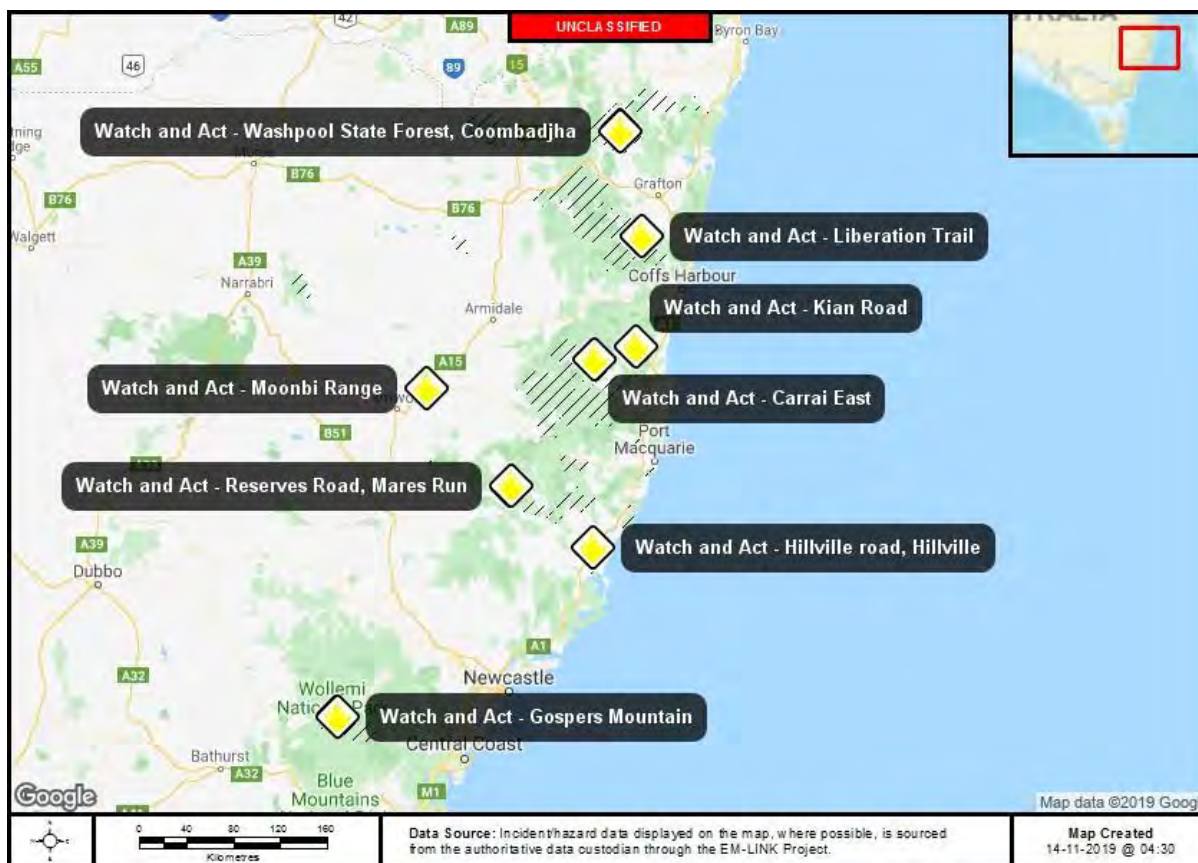 42
A89
UNCLASSIFIED
Byron Bay
A55
46
89
15
Watch and Act - Washpool State Forest, Coombadjha
B76
B76
B76
Grafton
Walgett
Watch and Act - Liberation Trail
A39
Narrabri
Coffs Harbour
Armidale
Watch and Act - Kian Road
A15
Watch and Act - Moonbi Range
Watch and Act - Carrai East
B51
Port
Macquarie
Watch and Act - Reserves Road, Mares Run
A39
Watch and Act - Hillville road, Hillville
Dubbo
A1
A32
Newcastle
Wollemi
National Park
Watch and Act - Gospers Mountain
Central Coast
Bathurst
A32
Blue
Mountains
M1
Google
Map data ©2019 Google
0 40 80 120 160
Kilometres
Data Source: Incident/hazard data displayed on the map, where possible, is sourced
from the authoritative data custodian through the EM-LINK Project.
Map Created
14-11-2019 @ 04:30